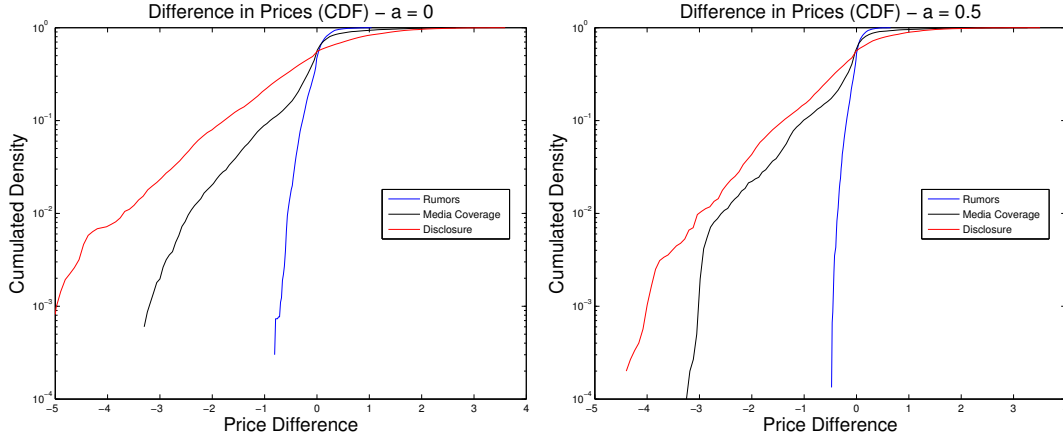 Difference in Prices (CDF) – a = 0
10^0
10^-1
10^-2
10^-3
10^-4
Cumulated Density
Rumors
Media Coverage
Disclosure
−5 −4 −3 −2 −1 0 1 2 3 4
Price Difference
Difference in Prices (CDF) – a = 0.5
10^0
10^-1
10^-2
10^-3
10^-4
Cumulated Density
Rumors
Media Coverage
Disclosure
−5 −4 −3 −2 −1 0 1 2 3
Price Difference